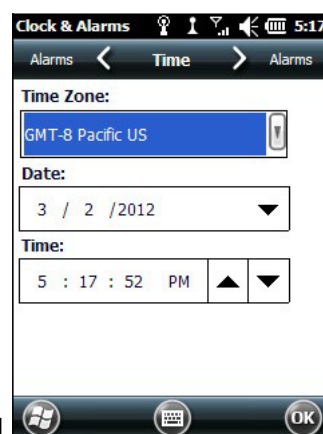 Clock & Alarms 5:17
Alarms Time Alarms
Time Zone:
GMT-8 Pacific US
Date:
3 / 2 /2012
Time:
5 : 17 : 52 PM
OK